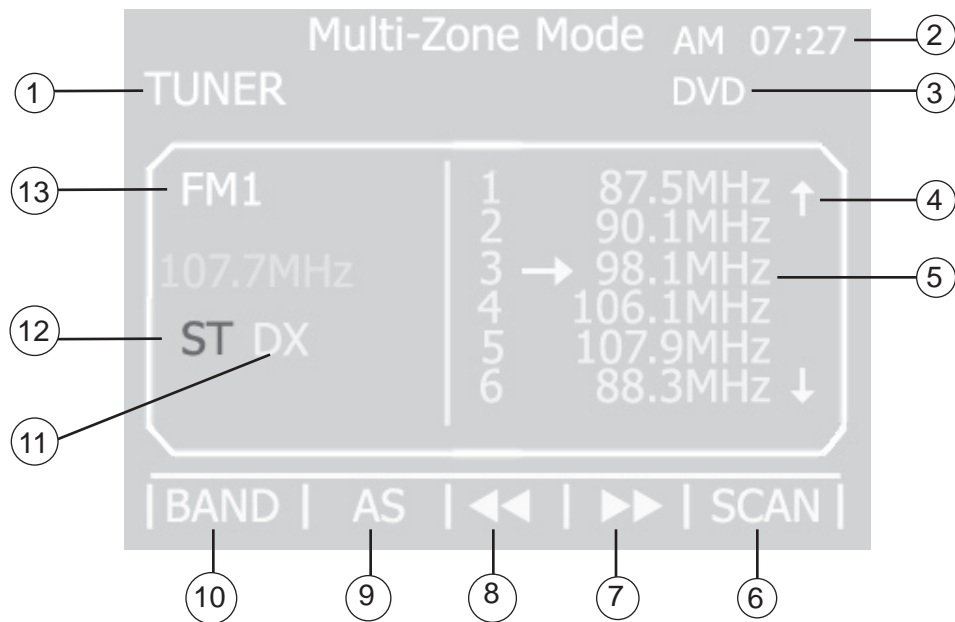 Multi-Zone Mode AM 07:27 2
1 TUNER DVD 3
13 FM1 1 87.5MHz ↑ 4
2 90.1MHz
107.7MHz 3 → 98.1MHz 5
4 106.1MHz
12 ST DX 5 107.9MHz
6 88.3MHz ↓
11
| BAND | AS | ◀◀ | ▶▶ | SCAN |
10 9 8 7 6